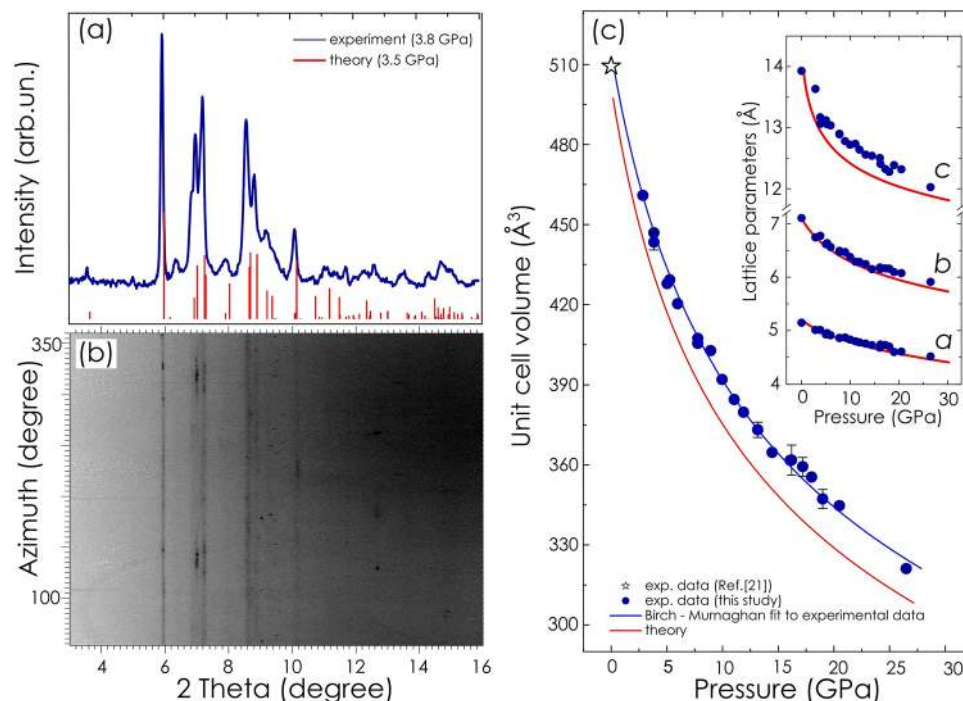 (a)
experiment (3.8 GPa)
theory (3.5 GPa)
Intensity (arb.un.)
(b)
350
100
Azimuth (degree)
4 6 8 10 12 14 16
2 Theta (degree)
(c)
510
480
450
420
390
360
330
300
Unit cell volume (Å³)
☆ exp. data (Ref.[21])
● exp. data (this study)
Birch - Murnaghan fit to experimental data
theory
0 5 10 15 20 25 30
Pressure (GPa)
14
13
12
7
6
5
4
Lattice parameters (Å)
c
b
a
0 10 20 30
Pressure (GPa)